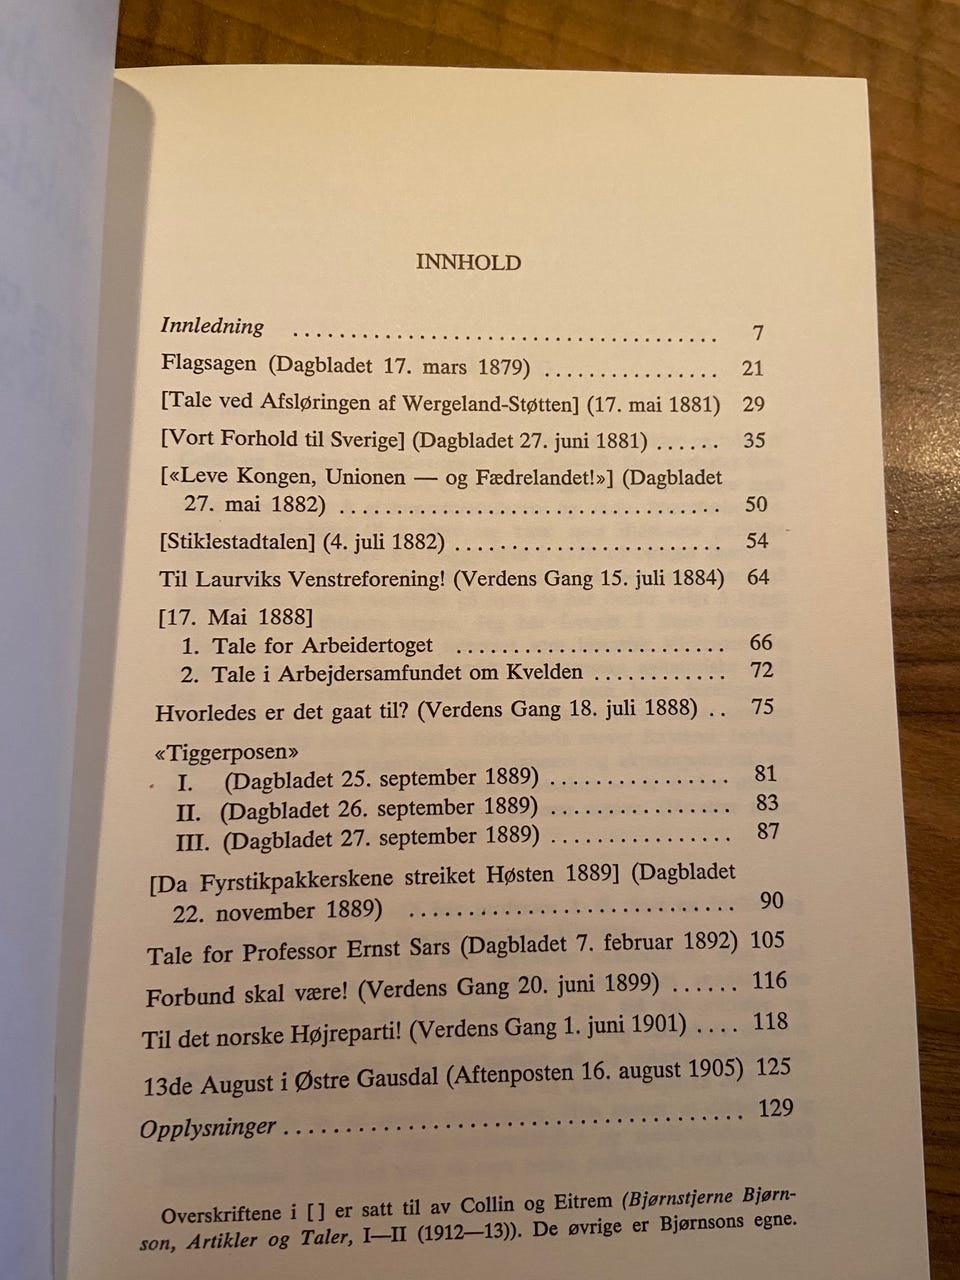 INNHOLD
Innledning ..................................... 7
Flagsagen (Dagbladet 17. mars 1879) ................ 21
[Tale ved Afsløringen af Wergeland-Støtten] (17. mai 1881) 29
[Vort Forhold til Sverige] (Dagbladet 27. juni 1881) ...... 35
[«Leve Kongen, Unionen — og Fædrelandet!»] (Dagbladet
27. mai 1882) ................................. 50
[Stiklestadtalen] (4. juli 1882) ........................ 54
Til Laurviks Venstreforening! (Verdens Gang 15. juli 1884) 64
[17. Mai 1888]
1. Tale for Arbeidertoget ........................ 66
2. Tale i Arbejdersamfundet om Kvelden ............ 72
Hvorledes er det gaat til? (Verdens Gang 18. juli 1888) .. 75
«Tiggerposen»
I. (Dagbladet 25. september 1889) ................ 81
II. (Dagbladet 26. september 1889) ................ 83
III. (Dagbladet 27. september 1889) ................ 87
[Da Fyrstikpakkerskene streiket Høsten 1889] (Dagbladet
22. november 1889) ............................. 90
Tale for Professor Ernst Sars (Dagbladet 7. februar 1892) 105
Forbund skal være! (Verdens Gang 20. juni 1899) ...... 116
Til det norske Højreparti! (Verdens Gang 1. juni 1901) .... 118
13de August i Østre Gausdal (Aftenposten 16. august 1905) 125
Opplysninger ........................................ 129
Overskriftene i [ ] er satt til av Collin og Eitrem (Bjørnstjerne Bjørn-
son, Artikler og Taler, I—II (1912—13)). De øvrige er Bjørnsons egne.